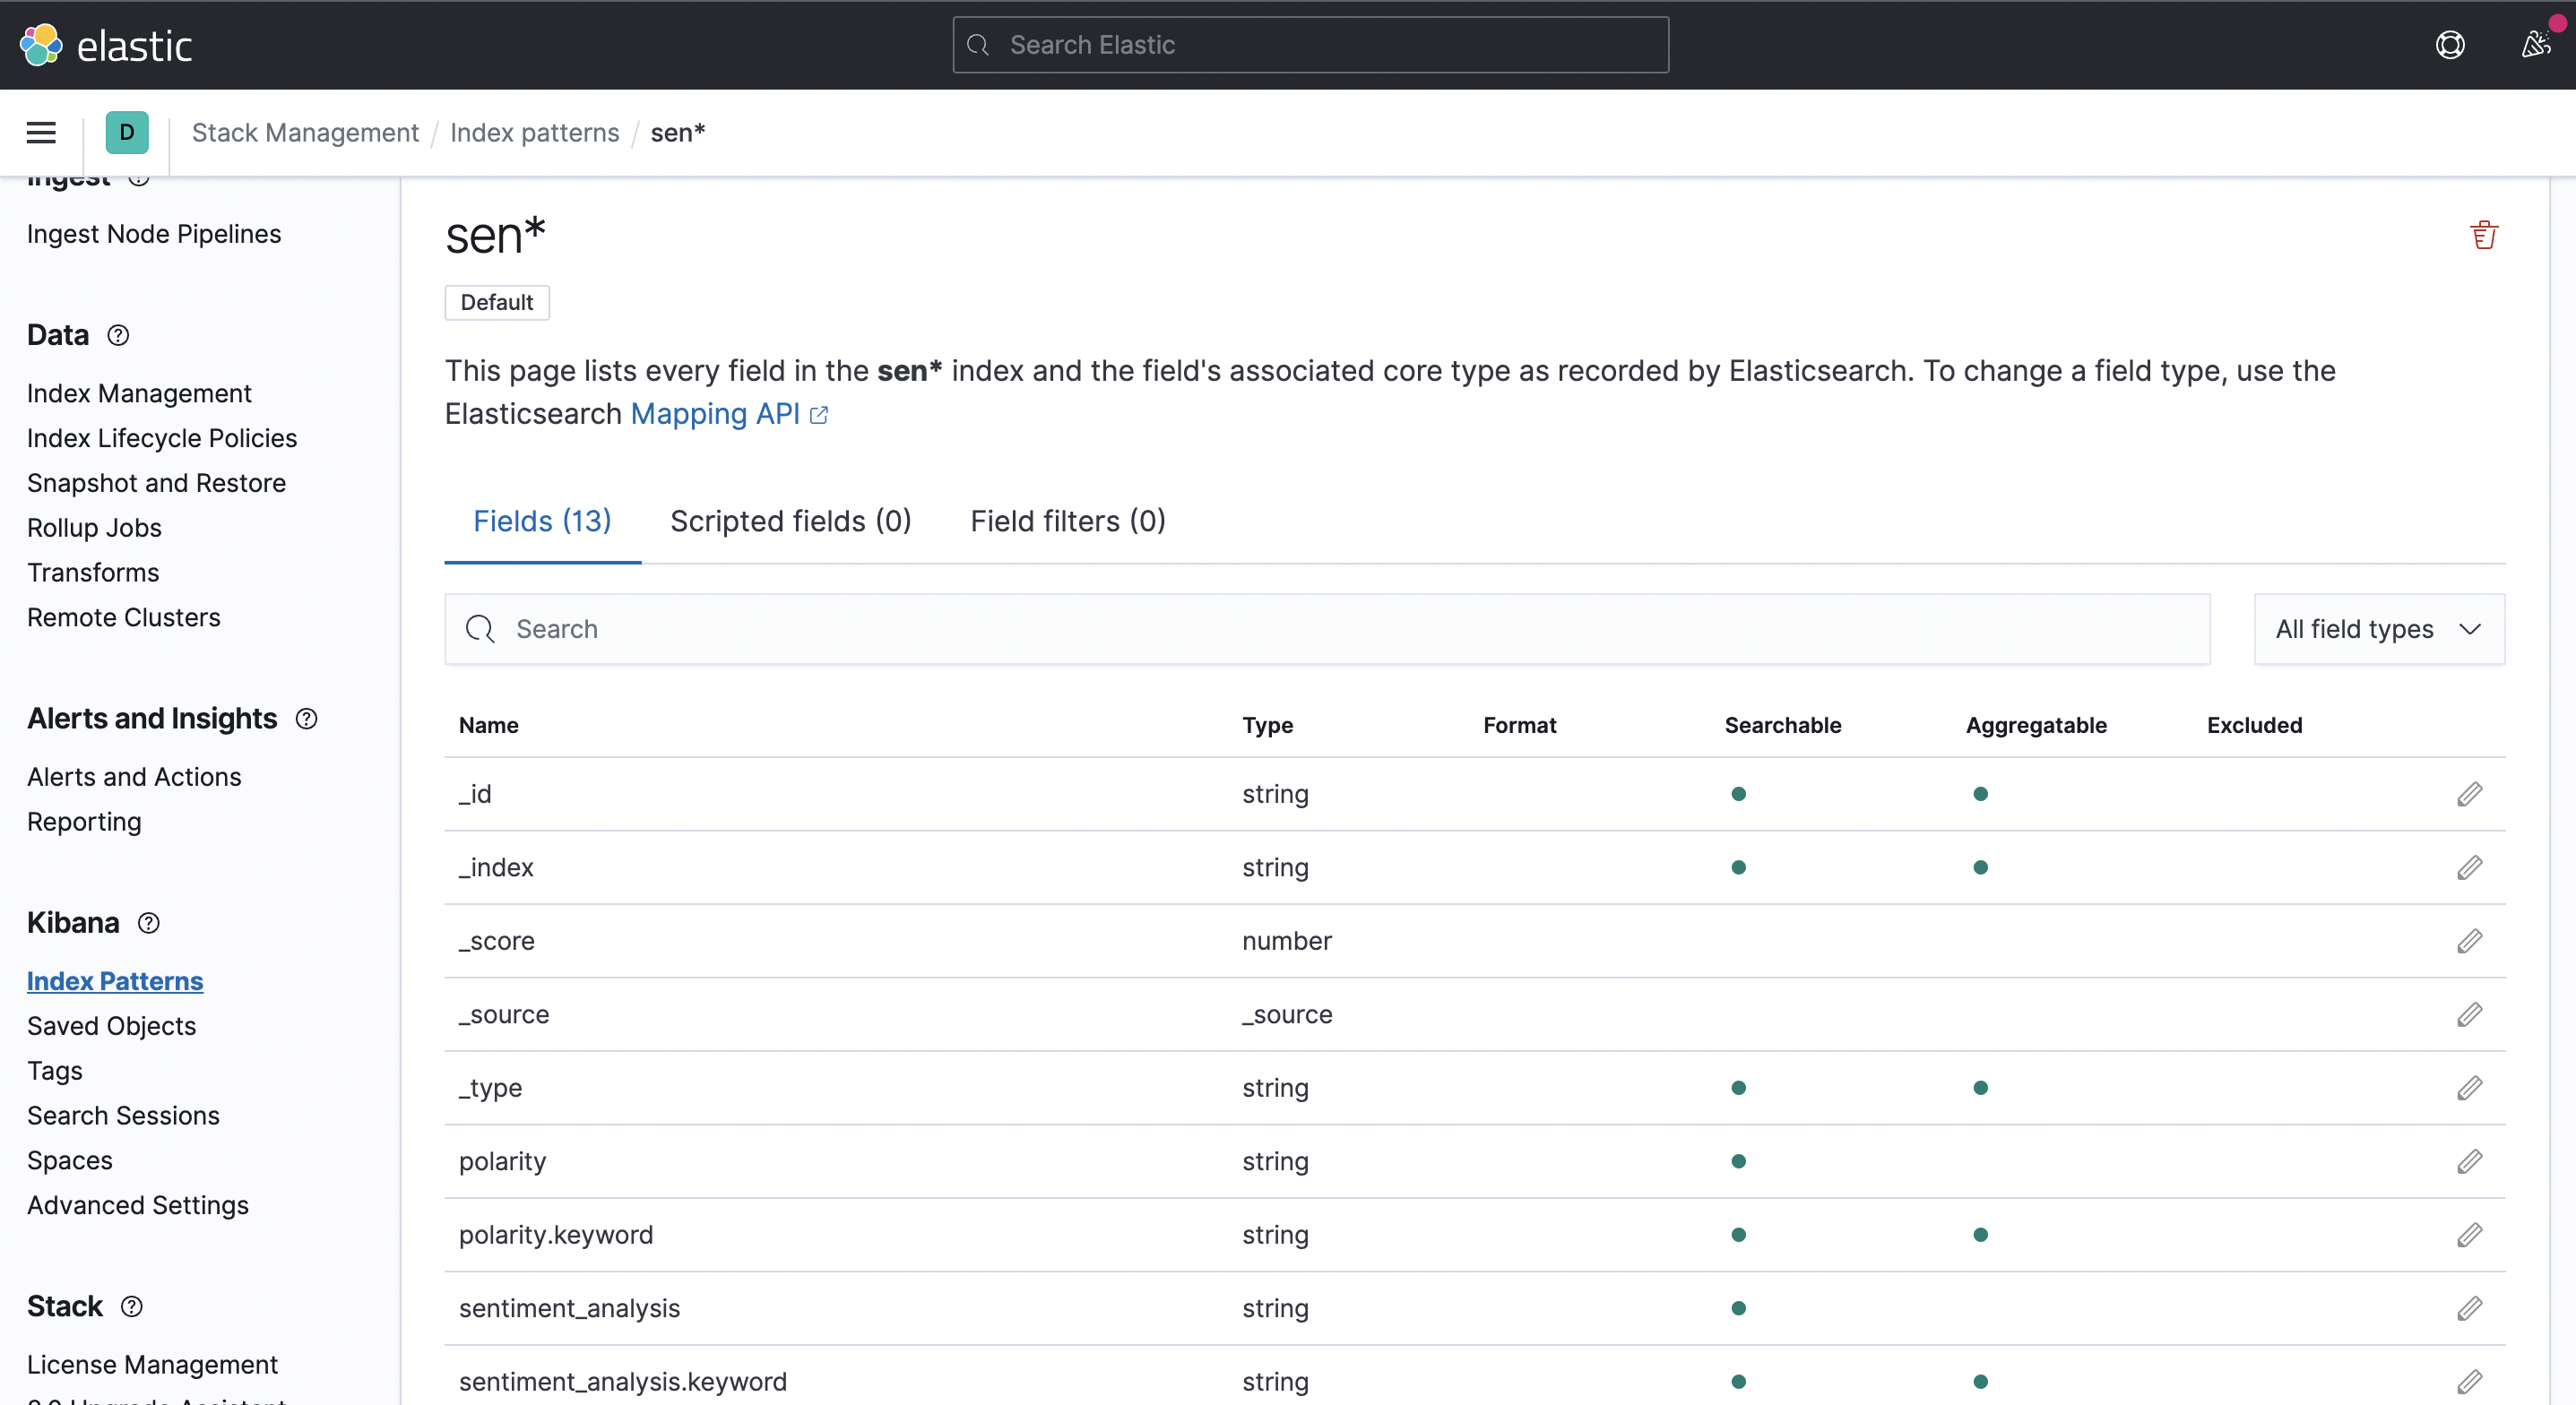 elastic
Search Elastic
D
Stack Management / Index patterns / sen*
Ingest
Ingest Node Pipelines
Data
Index Management
Index Lifecycle Policies
Snapshot and Restore
Rollup Jobs
Transforms
Remote Clusters
Alerts and Insights
Alerts and Actions
Reporting
Kibana
Index Patterns
Saved Objects
Tags
Search Sessions
Spaces
Advanced Settings
Stack
License Management
8.0 Upgrade Assistant
sen*
Default
This page lists every field in the sen* index and the field's associated core type as recorded by Elasticsearch. To change a field type, use the
Elasticsearch Mapping API
Fields (13) Scripted fields (0) Field filters (0)
Search All field types
Name Type Format Searchable Aggregatable Excluded
_id string
_index string
_score number
_source _source
_type string
polarity string
polarity.keyword string
sentiment_analysis string
sentiment_analysis.keyword string